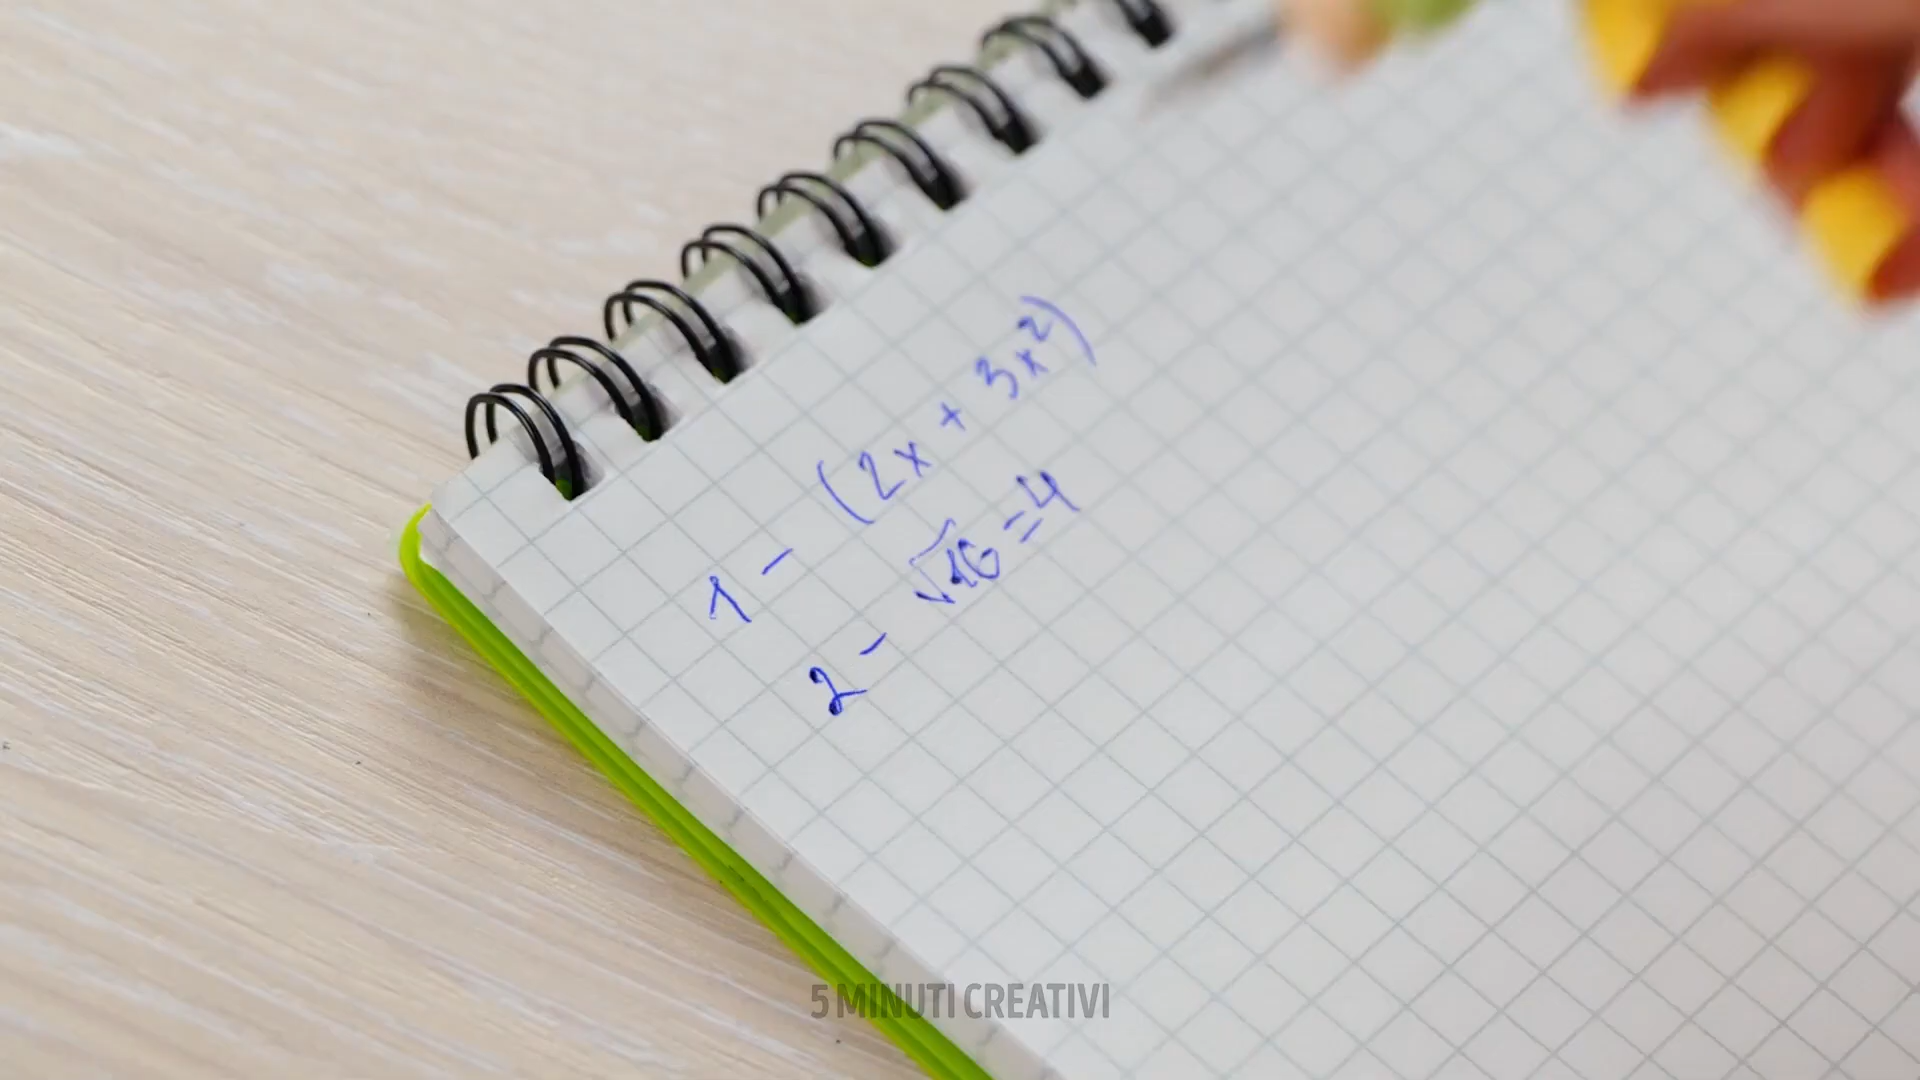 1 - (2x + 3x²)
2 - √16 = 4
5 MINUTI CREATIVI